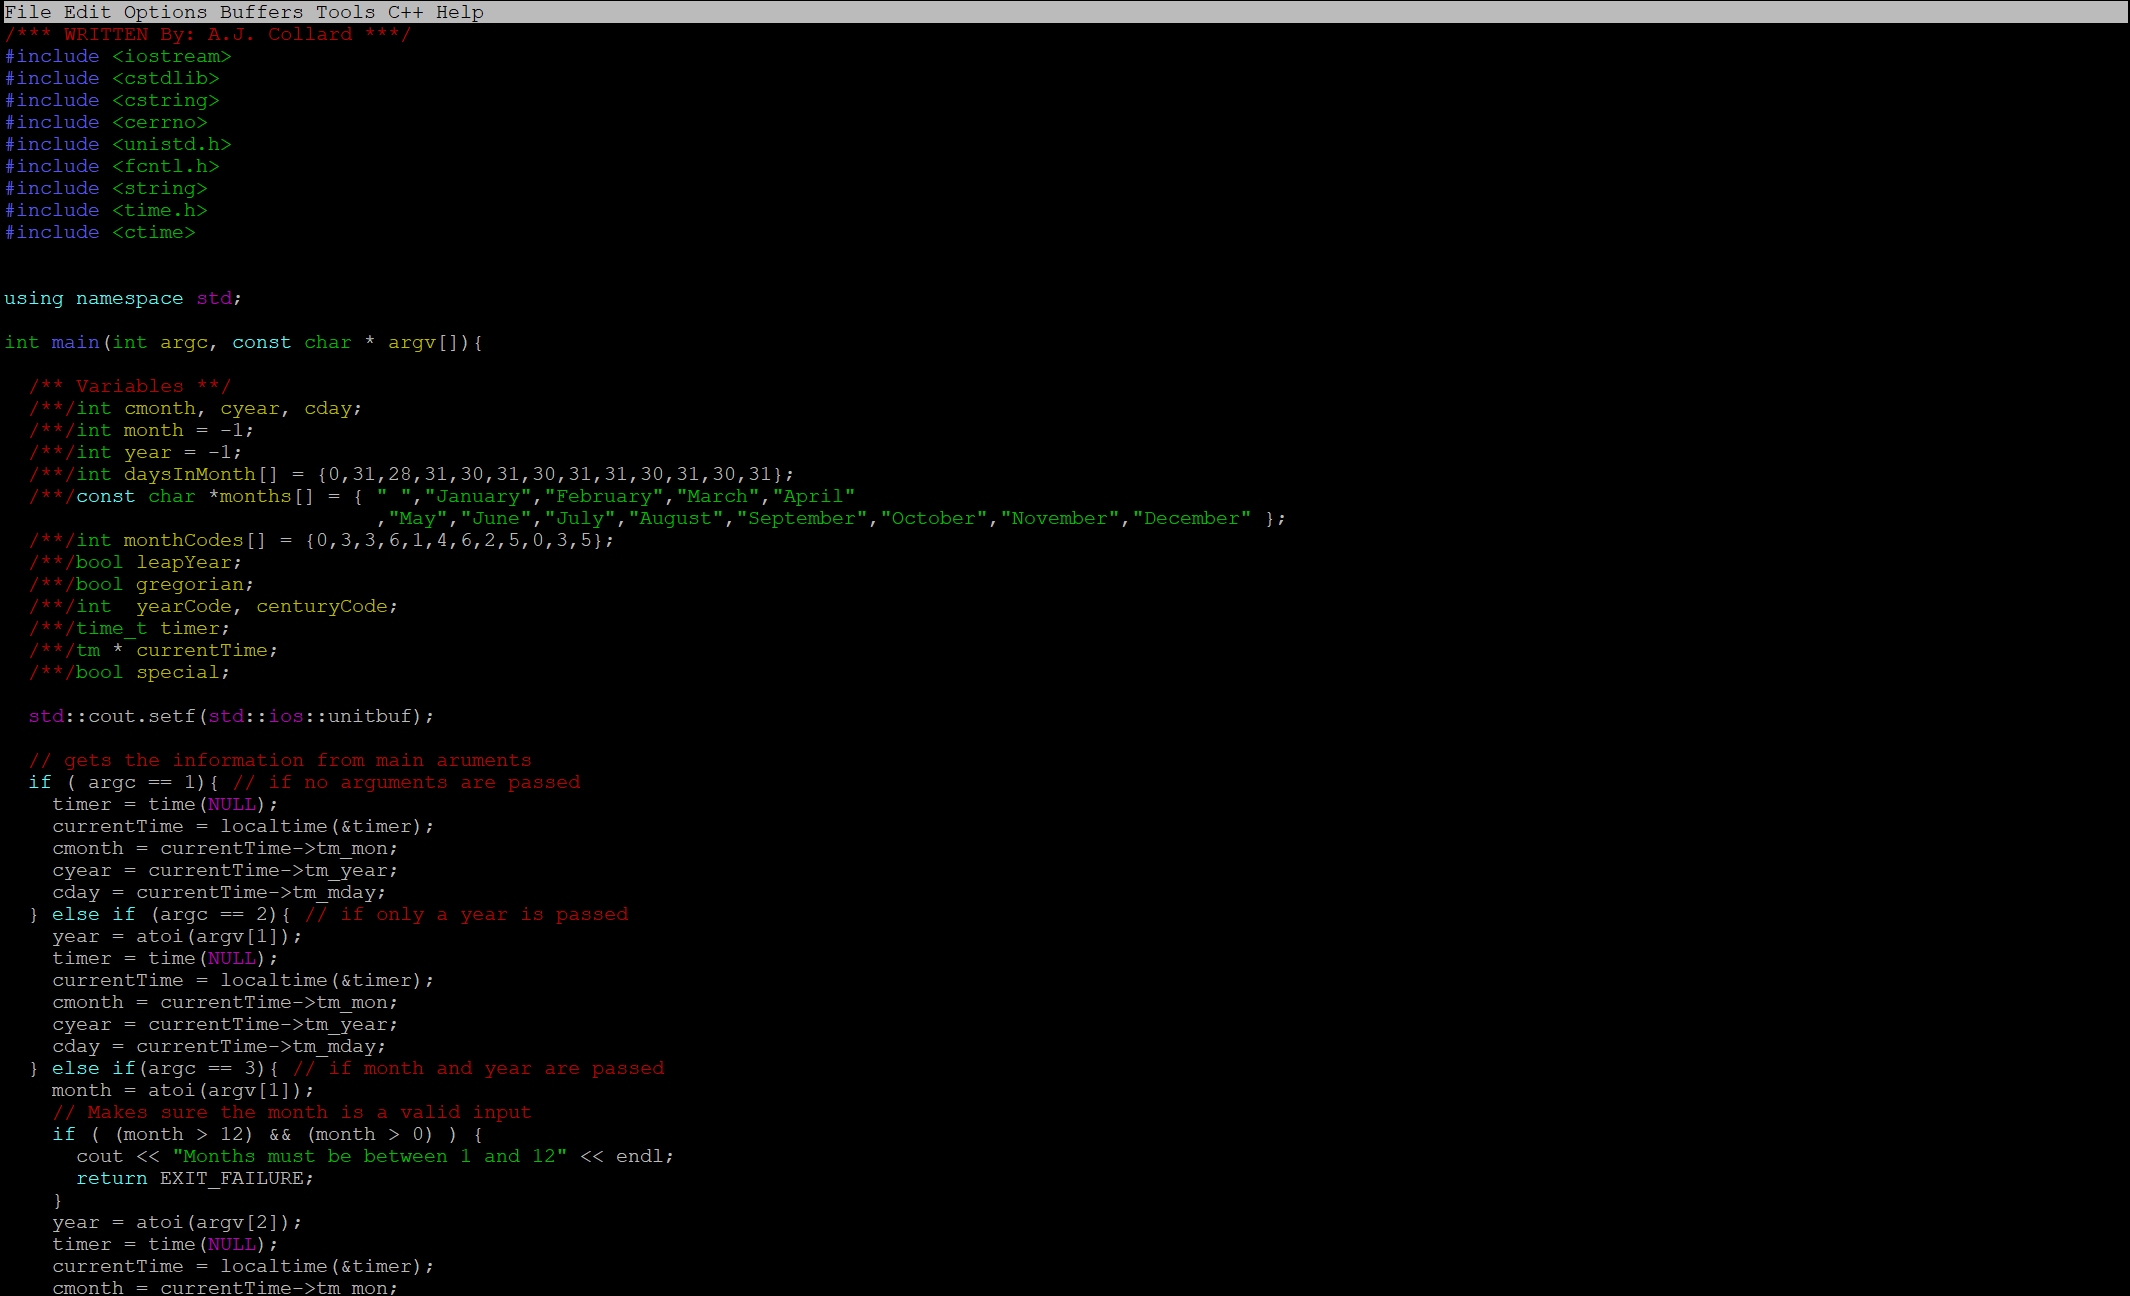 File Edit Options Buffers Tools C++ Help
/*** WRITTEN By: A.J. Collard ***/
#include <iostream>
#include <cstdlib>
#include <cstring>
#include <cerrno>
#include <unistd.h>
#include <fcntl.h>
#include <string>
#include <time.h>
#include <ctime>
using namespace std;
int main(int argc, const char * argv[]){
/** Variables **/
/**/int cmonth, cyear, cday;
/**/int month = -1;
/**/int year = -1;
/**/int daysInMonth[] = {0,31,28,31,30,31,30,31,31,30,31,30,31};
/**/const char *months[] = { " ","January","February","March","April"
,"May","June","July","August","September","October","November","December" };
/**/int monthCodes[] = {0,3,3,6,1,4,6,2,5,0,3,5};
/**/bool leapYear;
/**/bool gregorian;
/**/int  yearCode, centuryCode;
/**/time_t timer;
/**/tm * currentTime;
/**/bool special;
std::cout.setf(std::ios::unitbuf);
// gets the information from main aruments
if ( argc == 1){ // if no arguments are passed
timer = time(NULL);
currentTime = localtime(&timer);
cmonth = currentTime->tm_mon;
cyear = currentTime->tm_year;
cday = currentTime->tm_mday;
} else if (argc == 2){ // if only a year is passed
year = atoi(argv[1]);
timer = time(NULL);
currentTime = localtime(&timer);
cmonth = currentTime->tm_mon;
cyear = currentTime->tm_year;
cday = currentTime->tm_mday;
} else if(argc == 3){ // if month and year are passed
month = atoi(argv[1]);
// Makes sure the month is a valid input
if ( (month > 12) && (month > 0) ) {
cout << "Months must be between 1 and 12" << endl;
return EXIT_FAILURE;
}
year = atoi(argv[2]);
timer = time(NULL);
currentTime = localtime(&timer);
cmonth = currentTime->tm_mon;